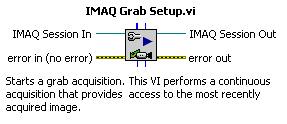 IMAQ Grab Setup.vi
IMAQ Session In
IMAQ Session Out
error in (no error)
error out
Starts a grab acquisition. This VI performs a continuous
acquisition that provides  access to the most recently
acquired image.